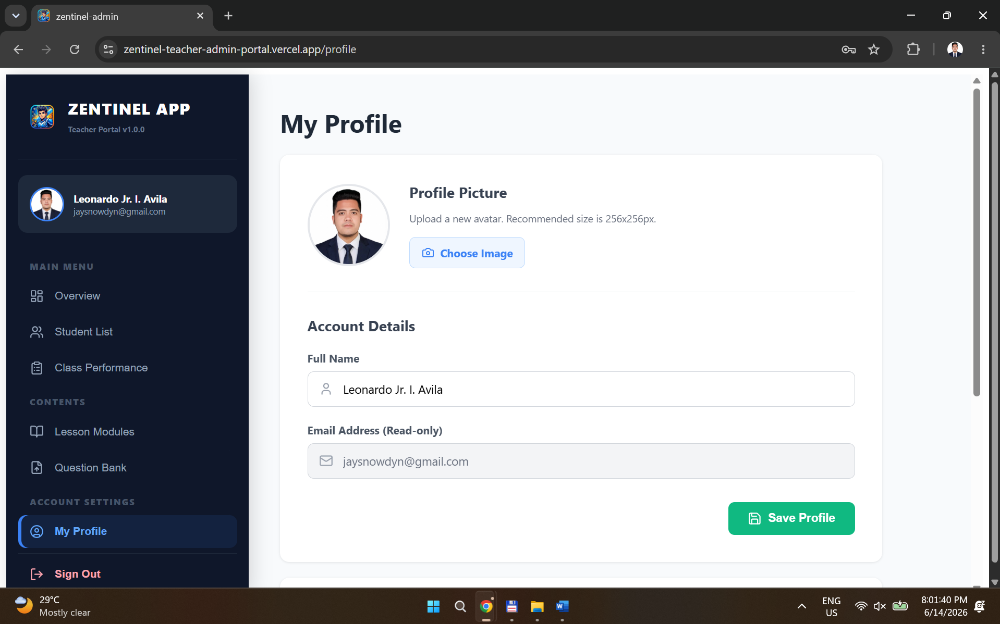 zentinel-admin
zentinel-teacher-admin-portal.vercel.app/profile
ZENTINEL APP
Teacher Portal v1.0.0
Leonardo Jr. I. Avila
jaysnowdyn@gmail.com
MAIN MENU
Overview
Student List
Class Performance
CONTENTS
Lesson Modules
Question Bank
ACCOUNT SETTINGS
My Profile
Sign Out
My Profile
Profile Picture
Upload a new avatar. Recommended size is 256x256px.
Choose Image
Account Details
Full Name
Leonardo Jr. I. Avila
Email Address (Read-only)
jaysnowdyn@gmail.com
Save Profile
29°C
Mostly clear
ENG
US
8:01:40 PM
6/14/2026